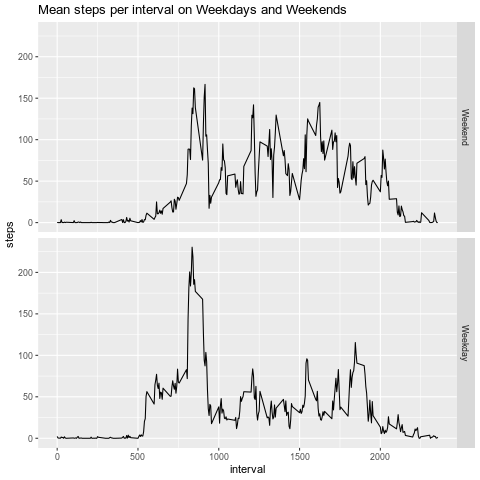 Mean steps per interval on Weekdays and Weekends
200
150
100
50
0
Weekend
steps
200
150
100
50
0
Weekday
0 500 1000 1500 2000
interval